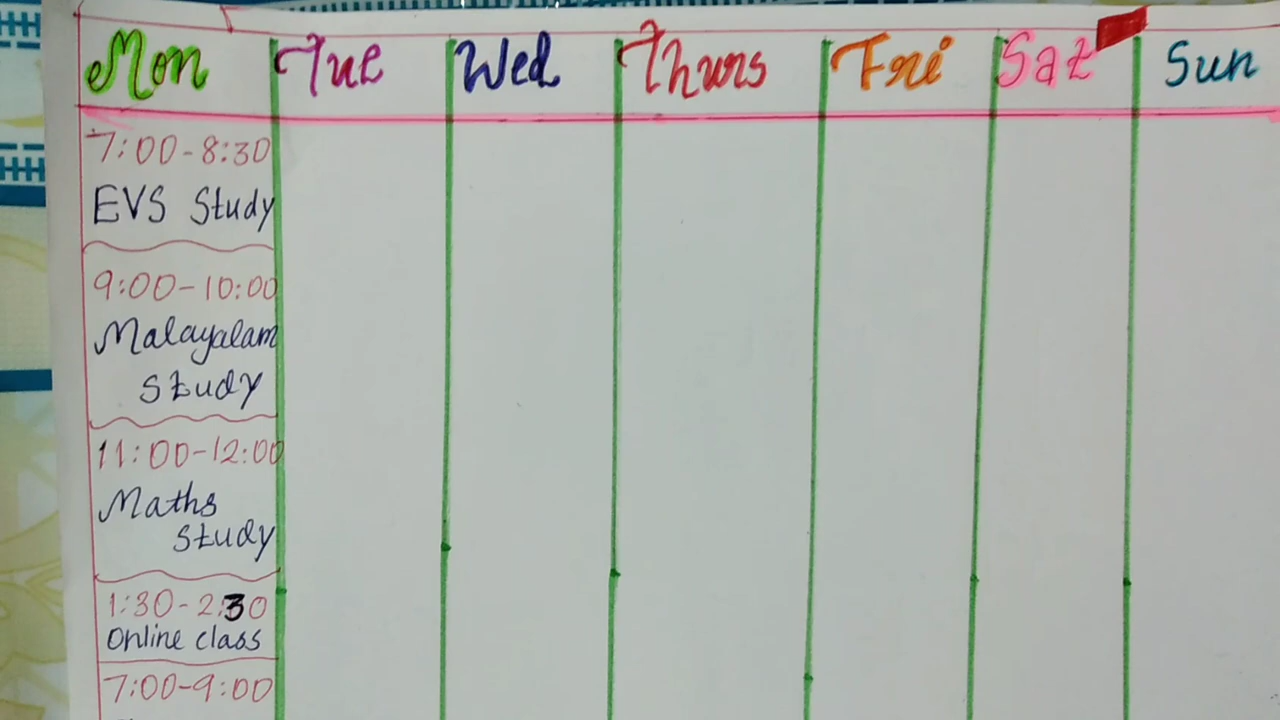 Mon Tue Wed Thurs Fri Sat Sun
7:00-8:30
EVS Study
9:00-10:00
Malayalam
Study
11:00-12:00
Maths
Study
1:30-2:30
Online class
7:00-9:00